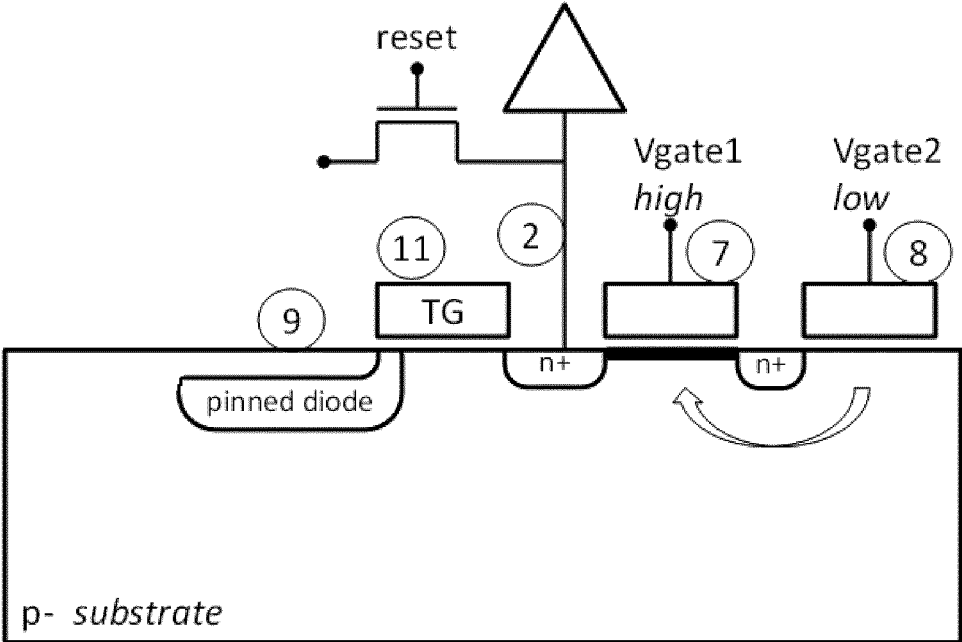 reset
Vgate1
high
Vgate2
low
11
2
7
8
9
TG
n+
n+
pinned diode
p- substrate